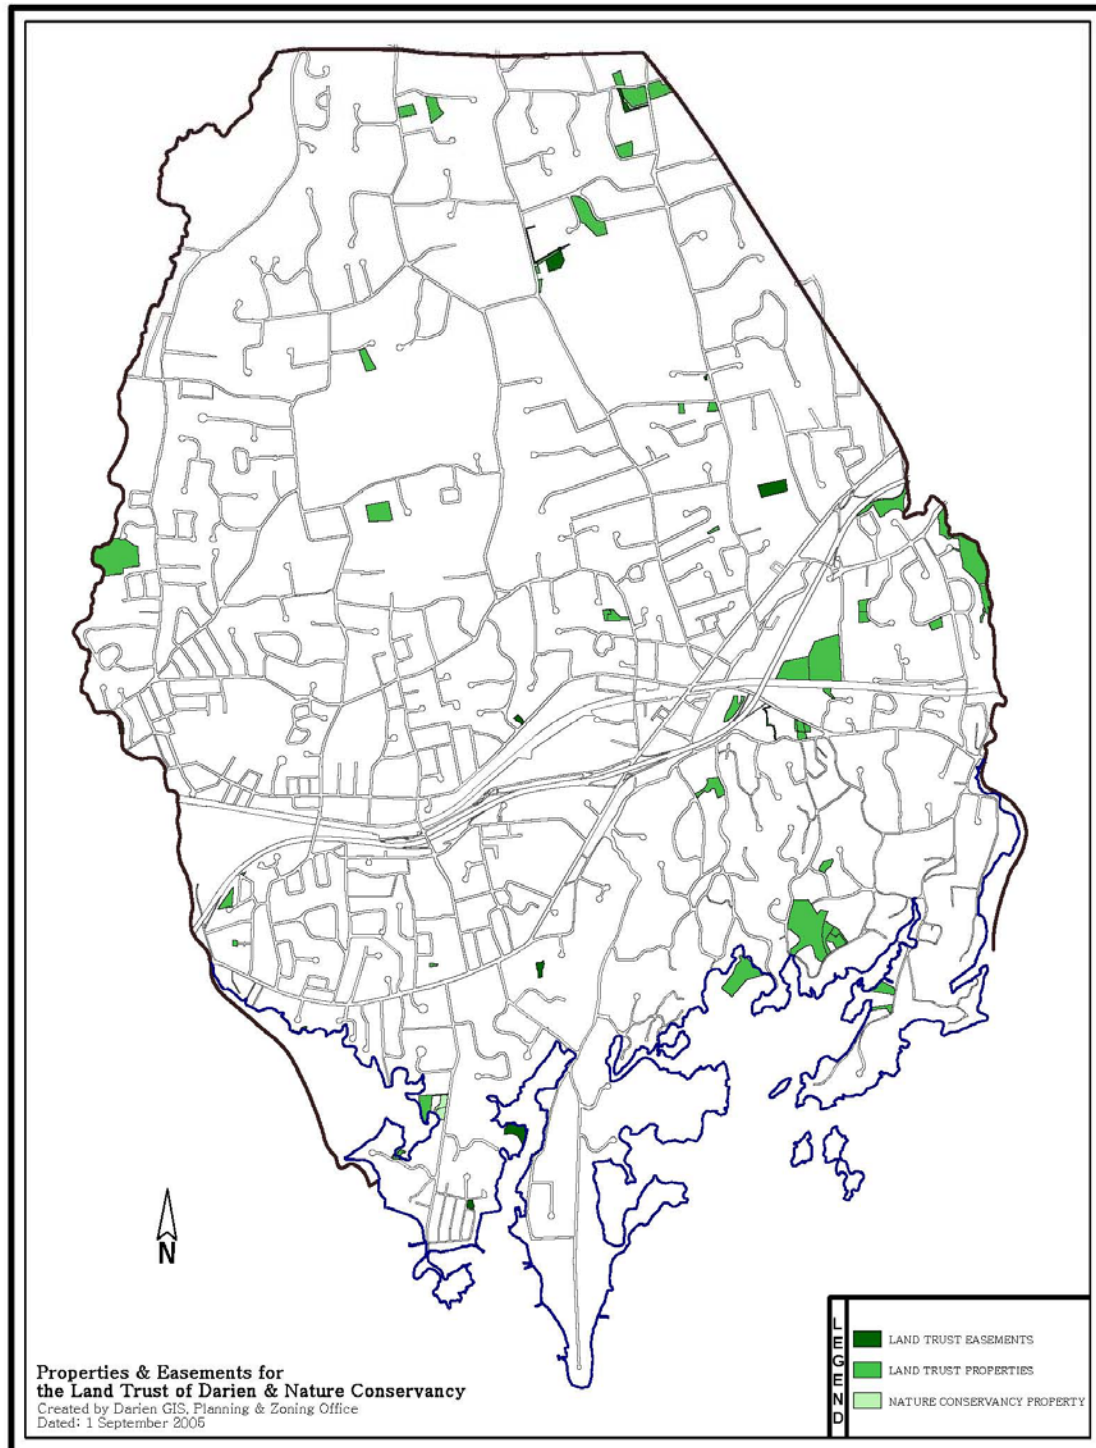 N
LEGEND
LAND TRUST EASEMENTS
LAND TRUST PROPERTIES
NATURE CONSERVANCY PROPERTY
Properties & Easements for
the Land Trust of Darien & Nature Conservancy
Created by Darien GIS, Planning & Zoning Office
Dated: 1 September 2005